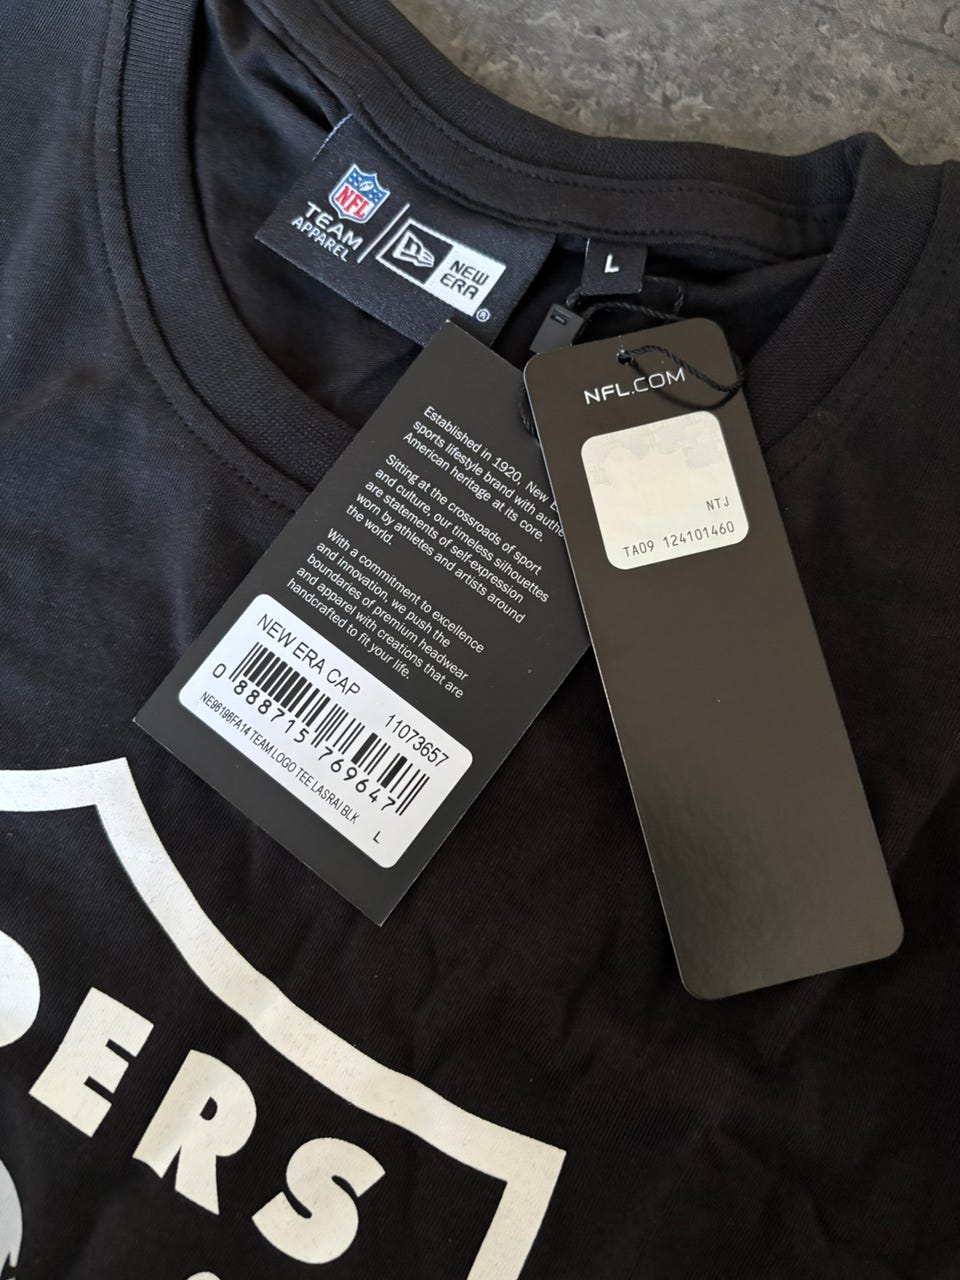 NFL
TEAM
APPAREL
NEW
ERA
®
L
NFL.COM
NTJ
TA09 124101460
Established in 1920, New
sports lifestyle brand with
American heritage at its core.
Sitting at the crossroads of sport
and culture, our timeless silhouettes
are statements of self-expression
worn by athletes and artists around
the world.
With a commitment to excellence
and innovation, we push the
boundaries of premium headwear
and apparel with creations that are
handcrafted to fit your life.
NEW ERA CAP
11073657
0 888715 769647
NE96196FA14 TEAM LOGO TEE LASRAI BLK
L
DERS